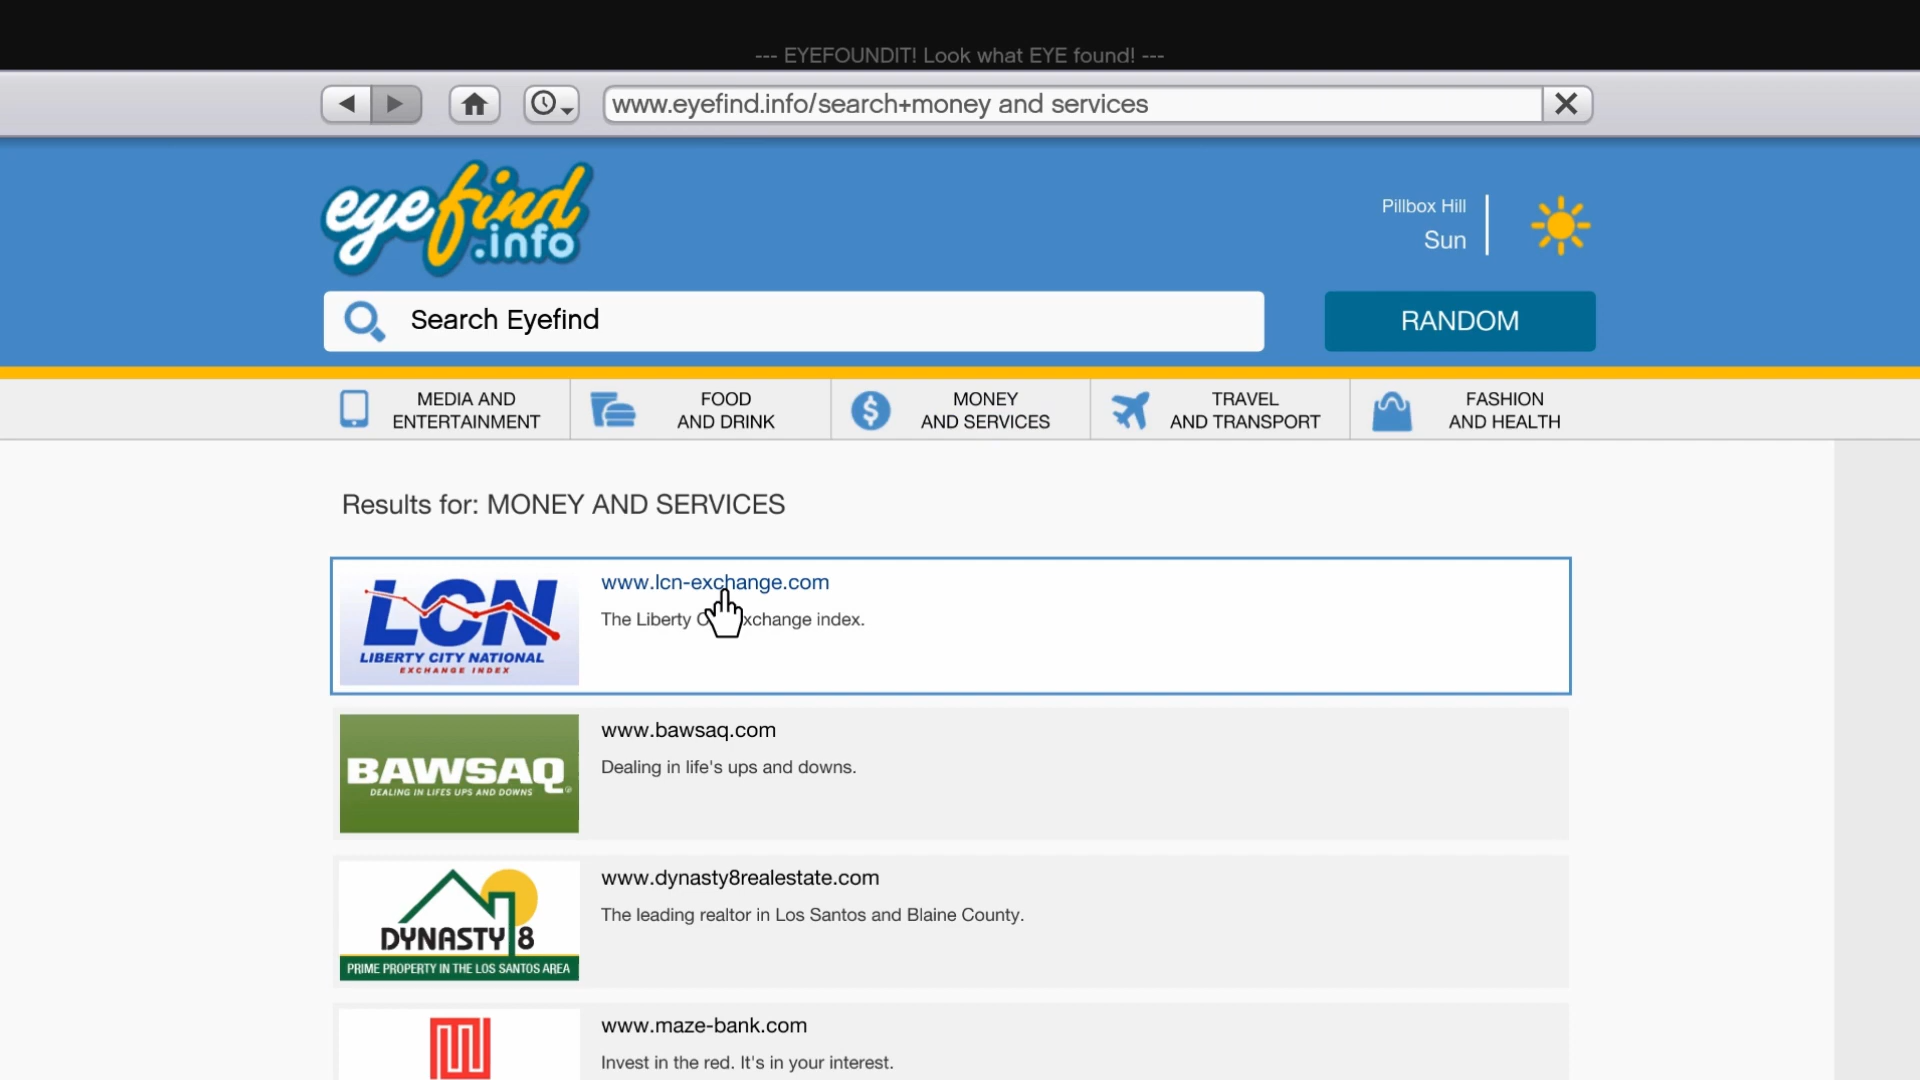 --- EYEFOUNDIT! Look what EYE found! ---
www.eyefind.info/search+money and services
eyefind
.info
Pillbox Hill
Sun
Search Eyefind
RANDOM
MEDIA AND
ENTERTAINMENT
FOOD
AND DRINK
MONEY
AND SERVICES
TRAVEL
AND TRANSPORT
FASHION
AND HEALTH
Results for: MONEY AND SERVICES
LCN
LIBERTY CITY NATIONAL
EXCHANGE INDEX
www.lcn-exchange.com
The Liberty xchange index.
BAWSAQ
DEALING IN LIFES UPS AND DOWNS
www.bawsaq.com
Dealing in life's ups and downs.
DYNASTY 8
PRIME PROPERTY IN THE LOS SANTOS AREA
www.dynasty8realestate.com
The leading realtor in Los Santos and Blaine County.
www.maze-bank.com
Invest in the red. It's in your interest.